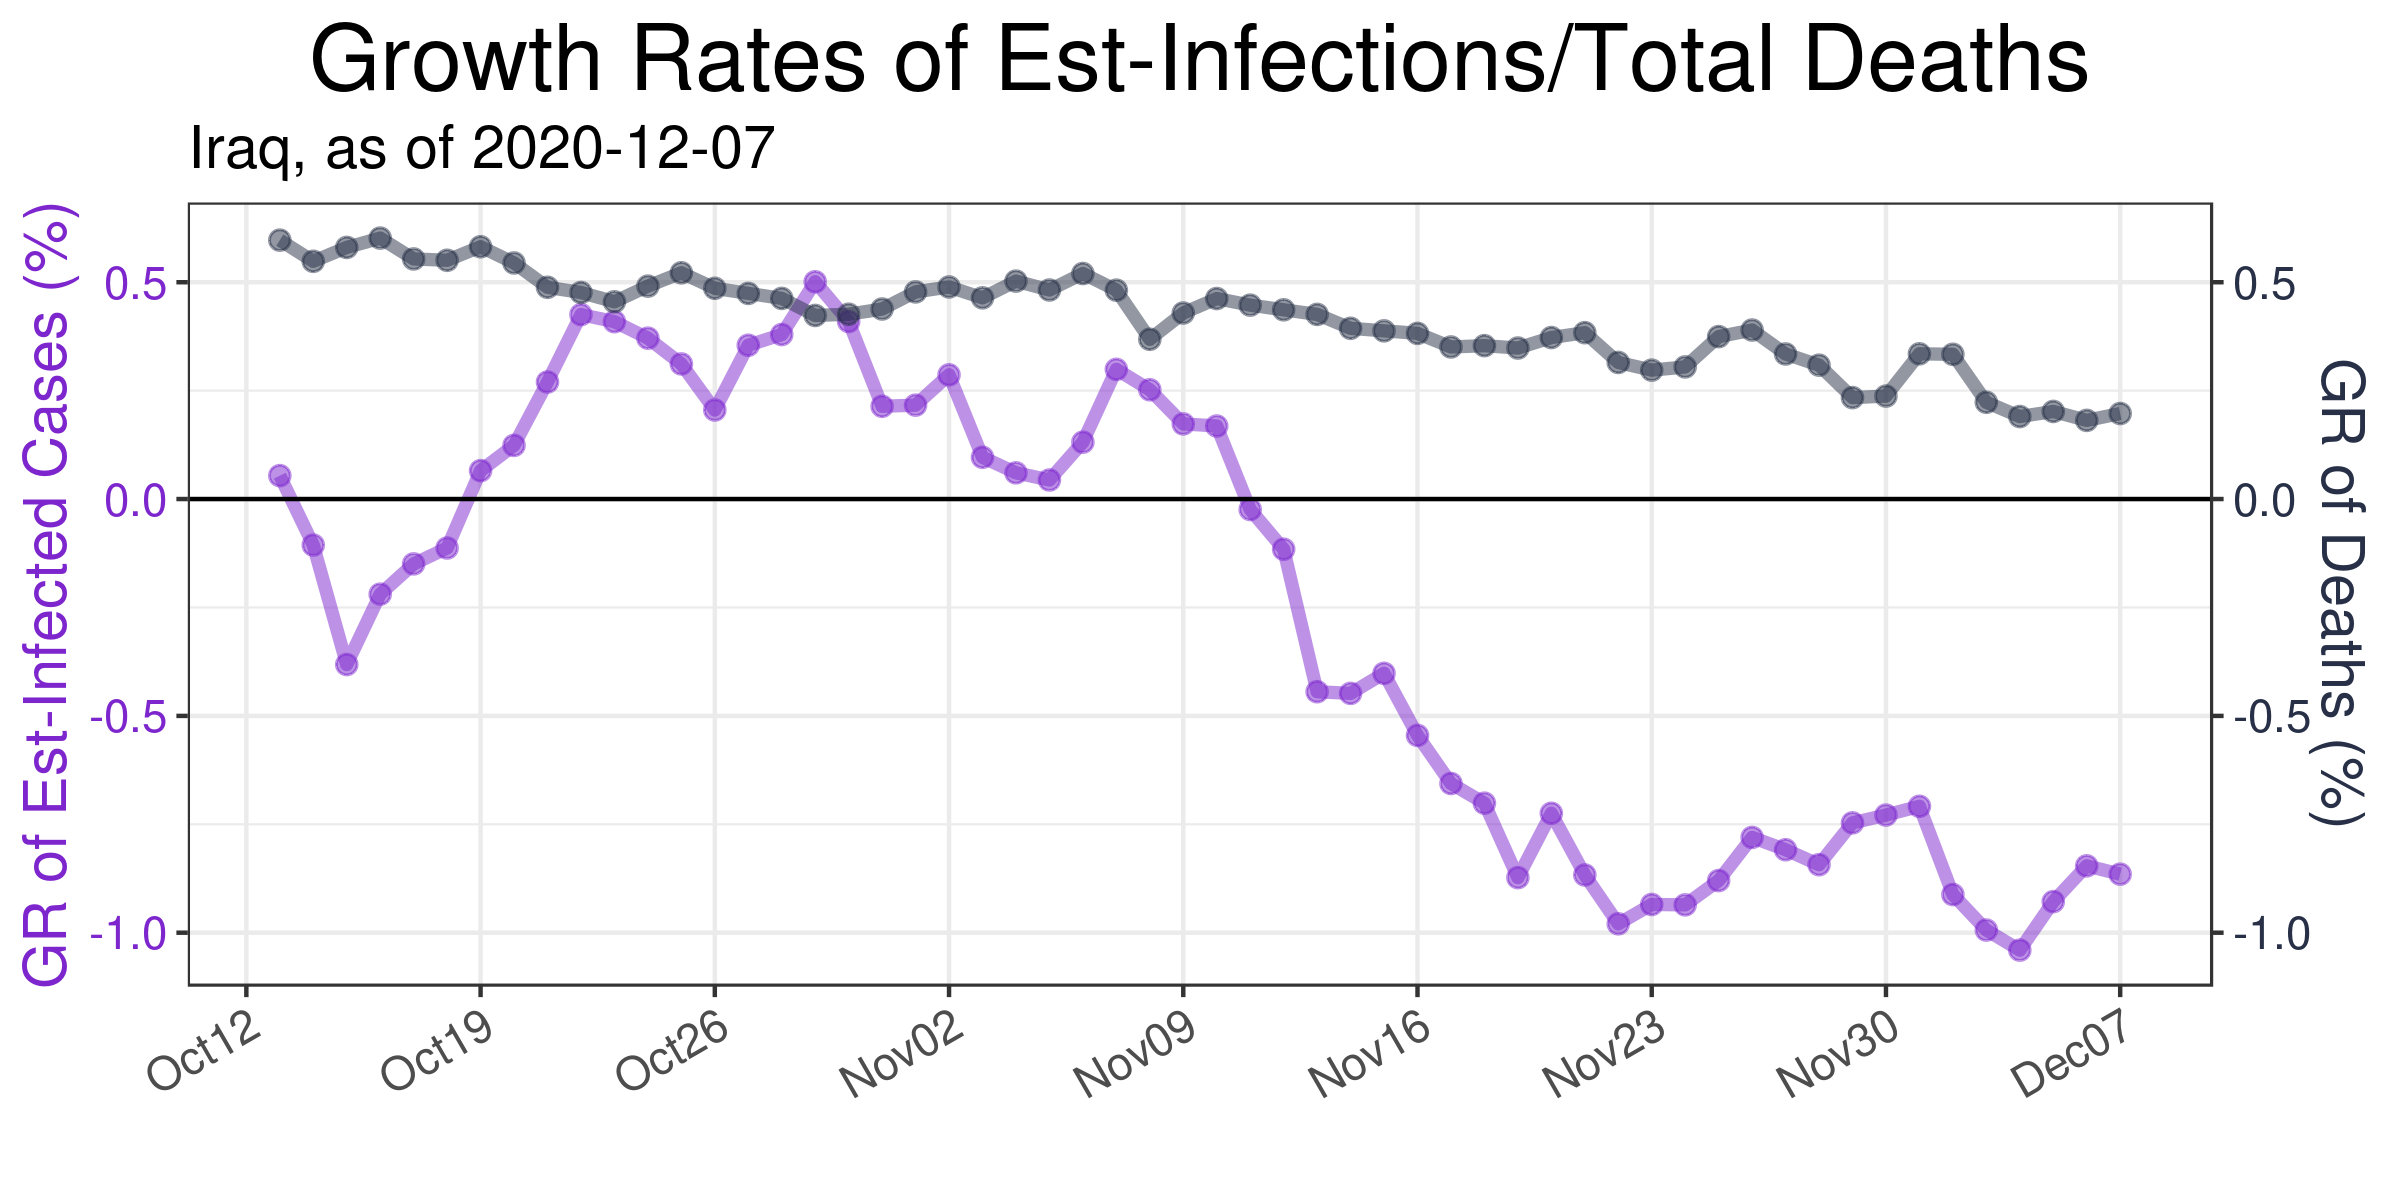 Growth Rates of Est-Infections/Total Deaths
Iraq, as of 2020-12-07
GR of Est-Infected Cases (%)
0.5
0.0
-0.5
-1.0
0.5
0.0
-0.5
-1.0
GR of Deaths (%)
Oct12
Oct19
Oct26
Nov02
Nov09
Nov16
Nov23
Nov30
Dec07